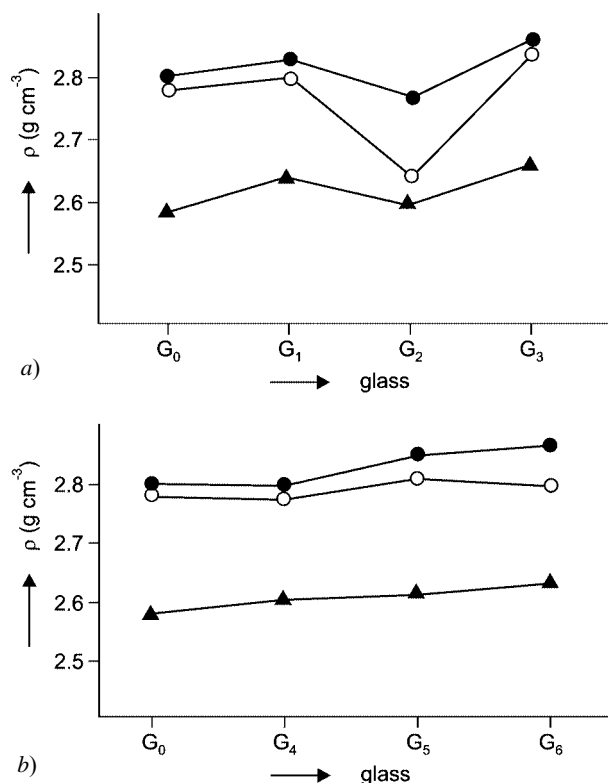 ρ (g cm⁻³)
2.8
2.7
2.6
2.5
G₀ G₁ G₂ G₃
a)
glass
ρ (g cm⁻³)
2.8
2.7
2.6
2.5
G₀ G₄ G₅ G₆
b)
glass